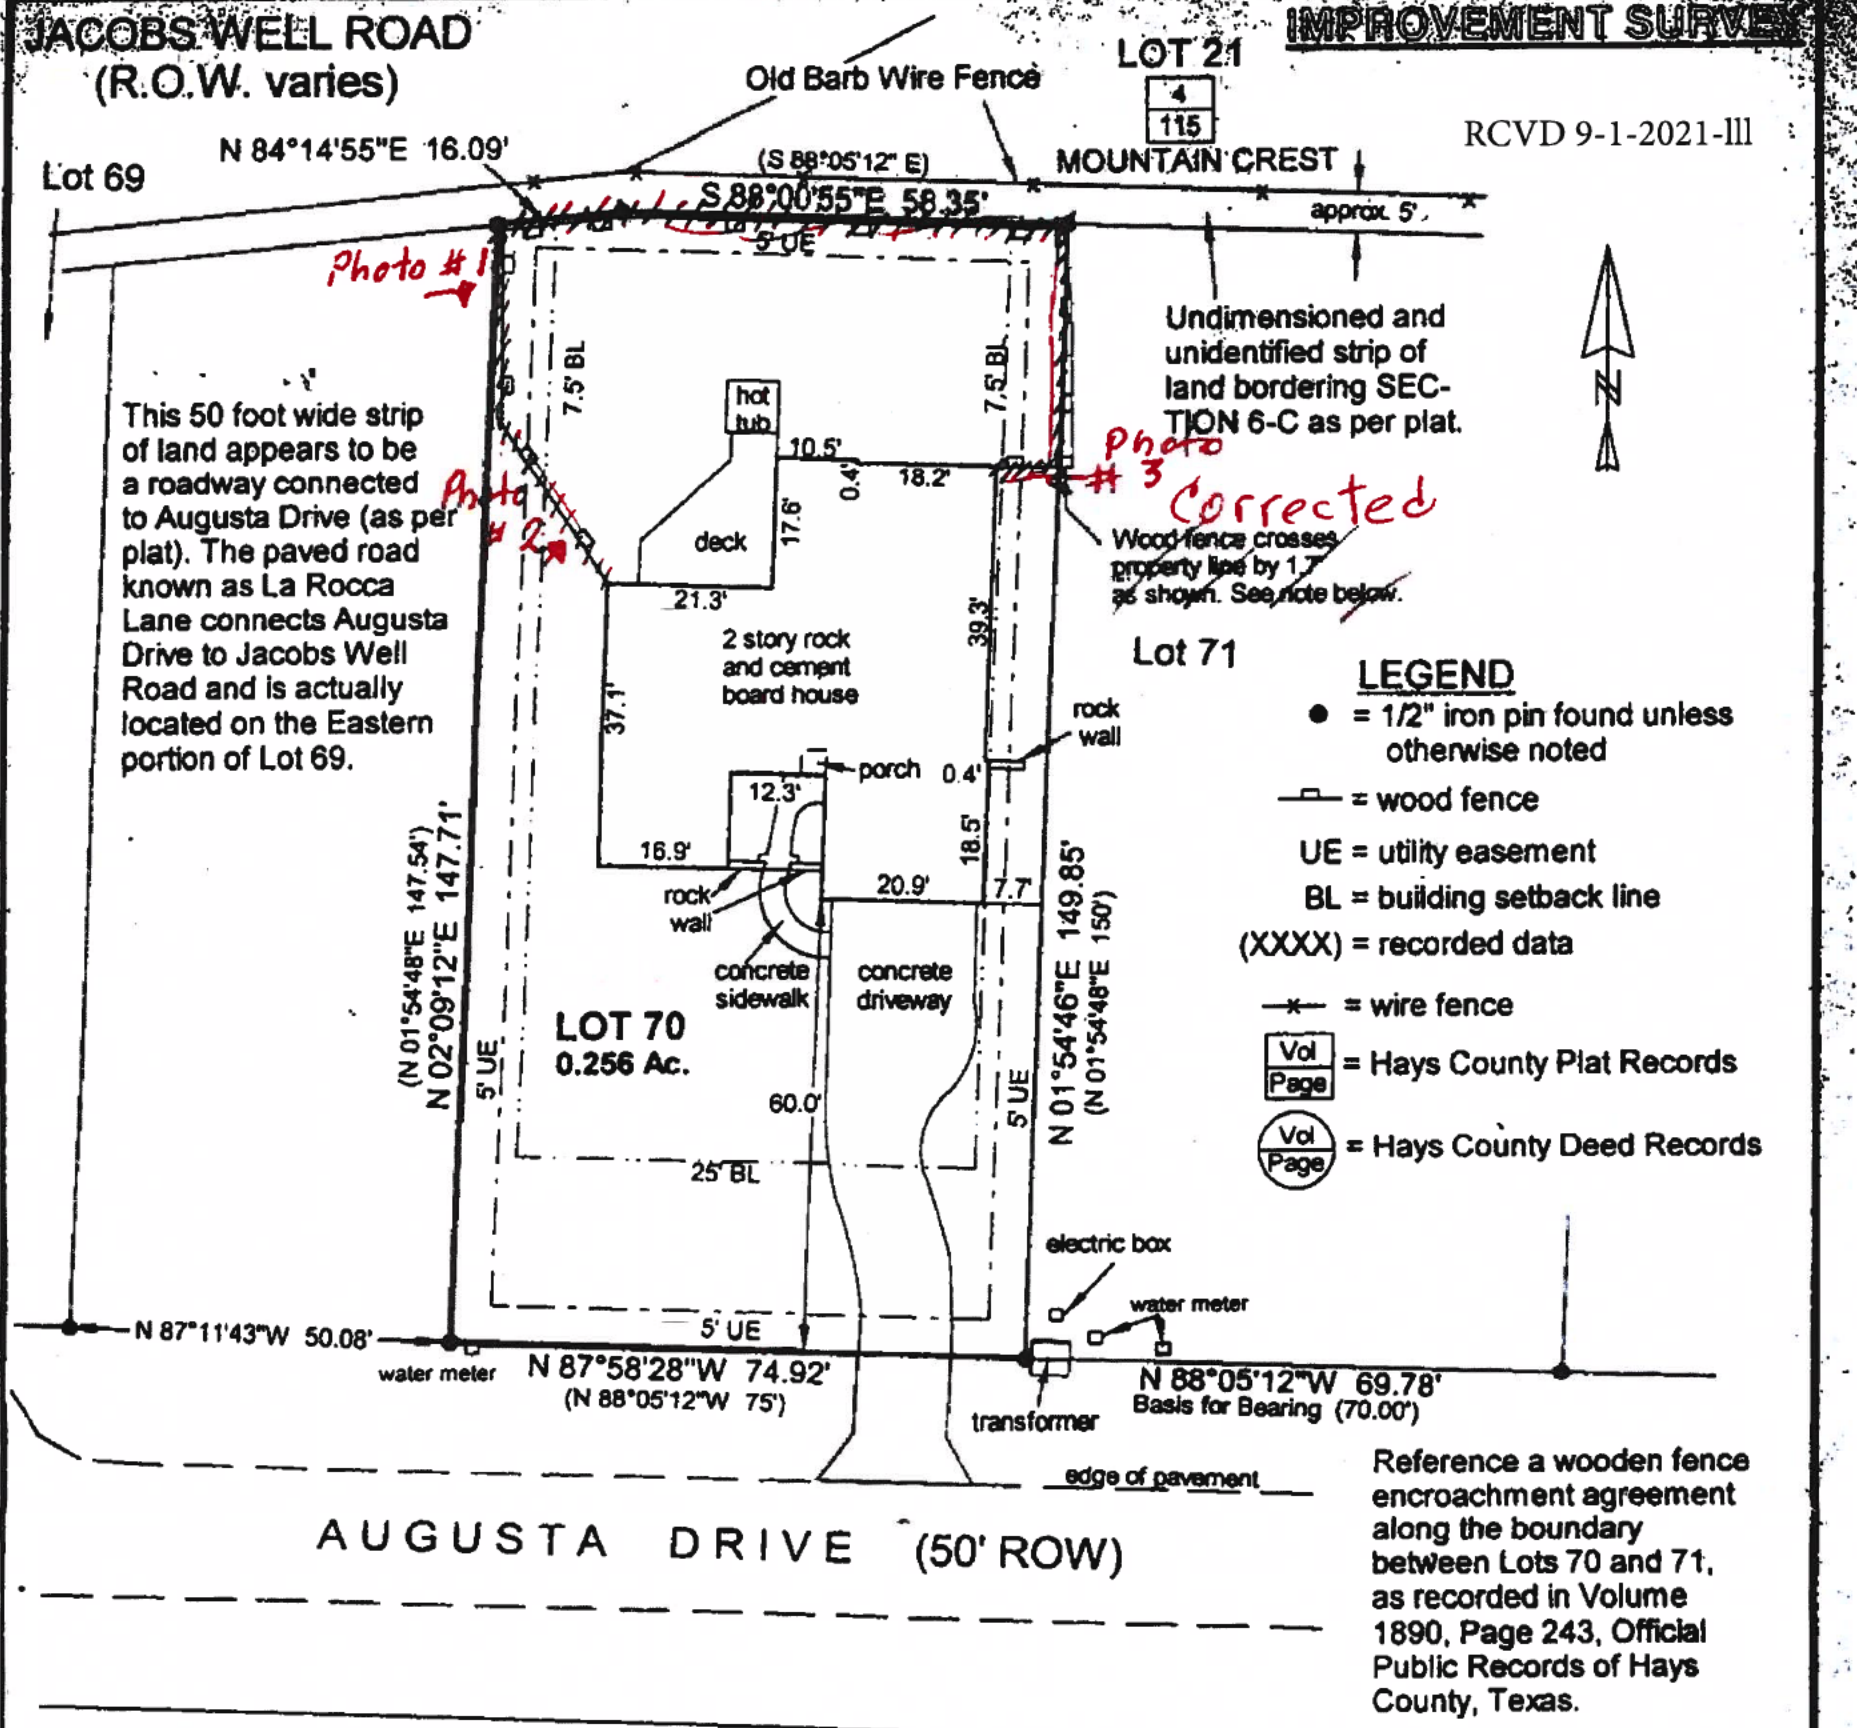 JACOBS WELL ROAD
(R.O.W. varies)
IMPROVEMENT SURVEY
Old Barb Wire Fence
LOT 21
4
115
RCVD 9-1-2021-lll
N 84°14'55"E 16.09'
(S 88°05'12" E)
MOUNTAIN CREST
Lot 69
S 88°00'55"E 58.35'
approx. 5'
5' UE
Photo # 1
Undimensioned and
unidentified strip of
land bordering SEC-
TION 6-C as per plat.
N
7.5' BL
7.5' BL
hot
tub
This 50 foot wide strip
of land appears to be
a roadway connected
to Augusta Drive (as per
plat). The paved road
known as La Rocca
Lane connects Augusta
Drive to Jacobs Well
Road and is actually
located on the Eastern
portion of Lot 69.
10.5'
0.4'
18.2'
Photo
# 3
Corrected
Photo
# 2
17.6'
deck
Wood fence crosses
property line by 1.7'
as shown. See note below.
21.3'
39.3'
2 story rock
and cement
board house
Lot 71
37.1'
LEGEND
= 1/2" iron pin found unless
otherwise noted
= wood fence
UE = utility easement
BL = building setback line
(XXXX) = recorded data
= wire fence
Vol
Page
= Hays County Plat Records
Vol
Page
= Hays County Deed Records
rock
wall
porch
0.4'
12.3'
18.5'
16.9'
rock
wall
20.9'
7.7'
(N 01°54'48"E 147.54')
N 02°09'12"E 147.71'
N 01°54'46"E 149.85'
(N 01°54'48"E 150')
concrete
sidewalk
concrete
driveway
LOT 70
0.256 Ac.
5' UE
5' UE
60.0'
25' BL
electric box
water meter
N 87°11'43"W 50.08'
5' UE
water meter
N 87°58'28"W 74.92'
(N 88°05'12"W 75')
transformer
N 88°05'12"W 69.78'
Basis for Bearing (70.00')
edge of pavement
AUGUSTA DRIVE (50' ROW)
Reference a wooden fence
encroachment agreement
along the boundary
between Lots 70 and 71,
as recorded in Volume
1890, Page 243, Official
Public Records of Hays
County, Texas.